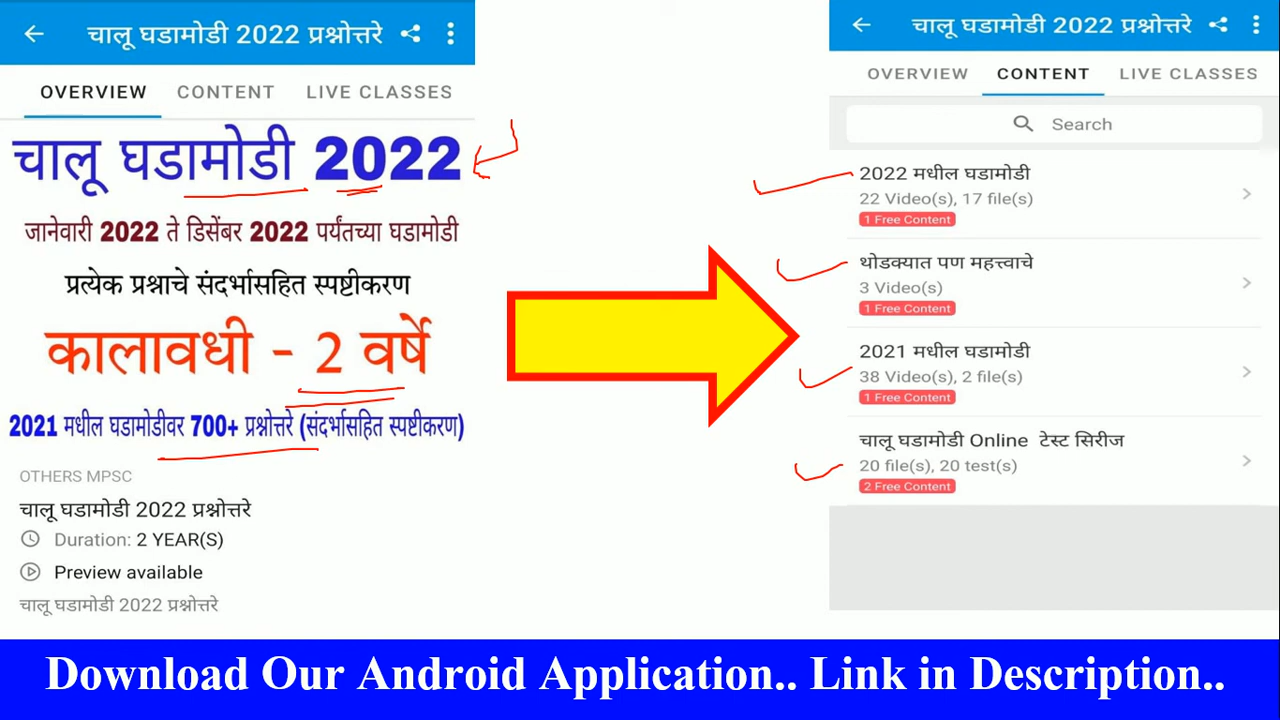 चालू घडामोडी 2022 प्रश्नोत्तरे
OVERVIEW CONTENT LIVE CLASSES
चालू घडामोडी 2022
जानेवारी 2022 ते डिसेंबर 2022 पर्यंतच्या घडामोडी
प्रत्येक प्रश्नाचे संदर्भासहित स्पष्टीकरण
कालावधी - 2 वर्षे
2021 मधील घडामोडीवर 700+ प्रश्नोत्तरे (संदर्भासहित स्पष्टीकरण)
OTHERS MPSC
चालू घडामोडी 2022 प्रश्नोत्तरे
Duration: 2 YEAR(S)
Preview available
चालू घडामोडी 2022 प्रश्नोत्तरे
चालू घडामोडी 2022 प्रश्नोत्तरे
OVERVIEW CONTENT LIVE CLASSES
Search
2022 मधील घडामोडी
22 Video(s), 17 file(s)
1 Free Content
थोडक्यात पण महत्त्वाचे
3 Video(s)
1 Free Content
2021 मधील घडामोडी
38 Video(s), 2 file(s)
1 Free Content
चालू घडामोडी Online टेस्ट सिरीज
20 file(s), 20 test(s)
2 Free Content
Download Our Android Application.. Link in Description..